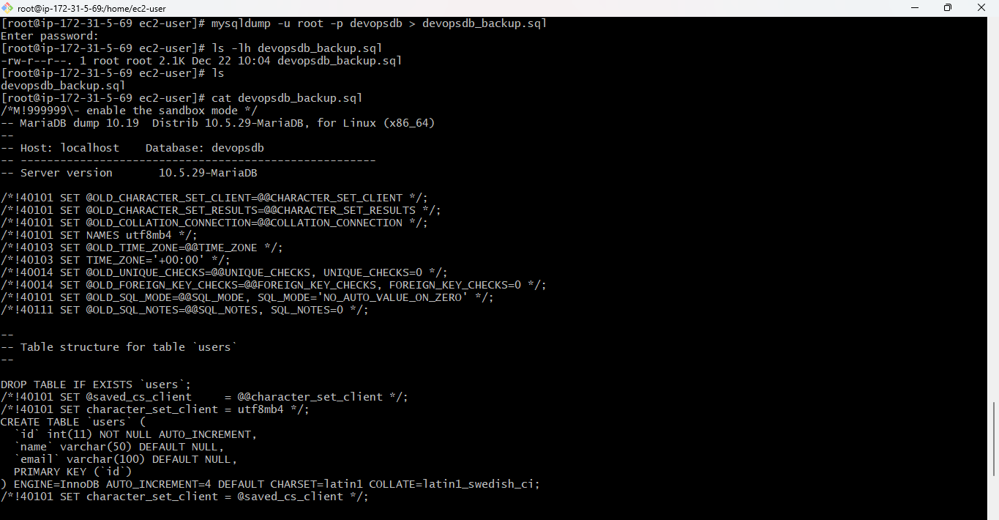 root@ip-172-31-5-69:/home/ec2-user
[root@ip-172-31-5-69 ec2-user]# mysqldump -u root -p devopsdb > devopsdb_backup.sql
Enter password:
[root@ip-172-31-5-69 ec2-user]# ls -lh devopsdb_backup.sql
-rw-r--r--. 1 root root 2.1K Dec 22 10:04 devopsdb_backup.sql
[root@ip-172-31-5-69 ec2-user]# ls
devopsdb_backup.sql
[root@ip-172-31-5-69 ec2-user]# cat devopsdb_backup.sql
/*M!999999\- enable the sandbox mode */
-- MariaDB dump 10.19  Distrib 10.5.29-MariaDB, for Linux (x86_64)
--
-- Host: localhost    Database: devopsdb
-- ------------------------------------------------------
-- Server version       10.5.29-MariaDB

/*!40101 SET @OLD_CHARACTER_SET_CLIENT=@@CHARACTER_SET_CLIENT */;
/*!40101 SET @OLD_CHARACTER_SET_RESULTS=@@CHARACTER_SET_RESULTS */;
/*!40101 SET @OLD_COLLATION_CONNECTION=@@COLLATION_CONNECTION */;
/*!40101 SET NAMES utf8mb4 */;
/*!40103 SET @OLD_TIME_ZONE=@@TIME_ZONE */;
/*!40103 SET TIME_ZONE='+00:00' */;
/*!40014 SET @OLD_UNIQUE_CHECKS=@@UNIQUE_CHECKS, UNIQUE_CHECKS=0 */;
/*!40014 SET @OLD_FOREIGN_KEY_CHECKS=@@FOREIGN_KEY_CHECKS, FOREIGN_KEY_CHECKS=0 */;
/*!40101 SET @OLD_SQL_MODE=@@SQL_MODE, SQL_MODE='NO_AUTO_VALUE_ON_ZERO' */;
/*!40111 SET @OLD_SQL_NOTES=@@SQL_NOTES, SQL_NOTES=0 */;

--
-- Table structure for table `users`
--

DROP TABLE IF EXISTS `users`;
/*!40101 SET @saved_cs_client     = @@character_set_client */;
/*!40101 SET character_set_client = utf8mb4 */;
CREATE TABLE `users` (
  `id` int(11) NOT NULL AUTO_INCREMENT,
  `name` varchar(50) DEFAULT NULL,
  `email` varchar(100) DEFAULT NULL,
  PRIMARY KEY (`id`)
) ENGINE=InnoDB AUTO_INCREMENT=4 DEFAULT CHARSET=latin1 COLLATE=latin1_swedish_ci;
/*!40101 SET character_set_client = @saved_cs_client */;